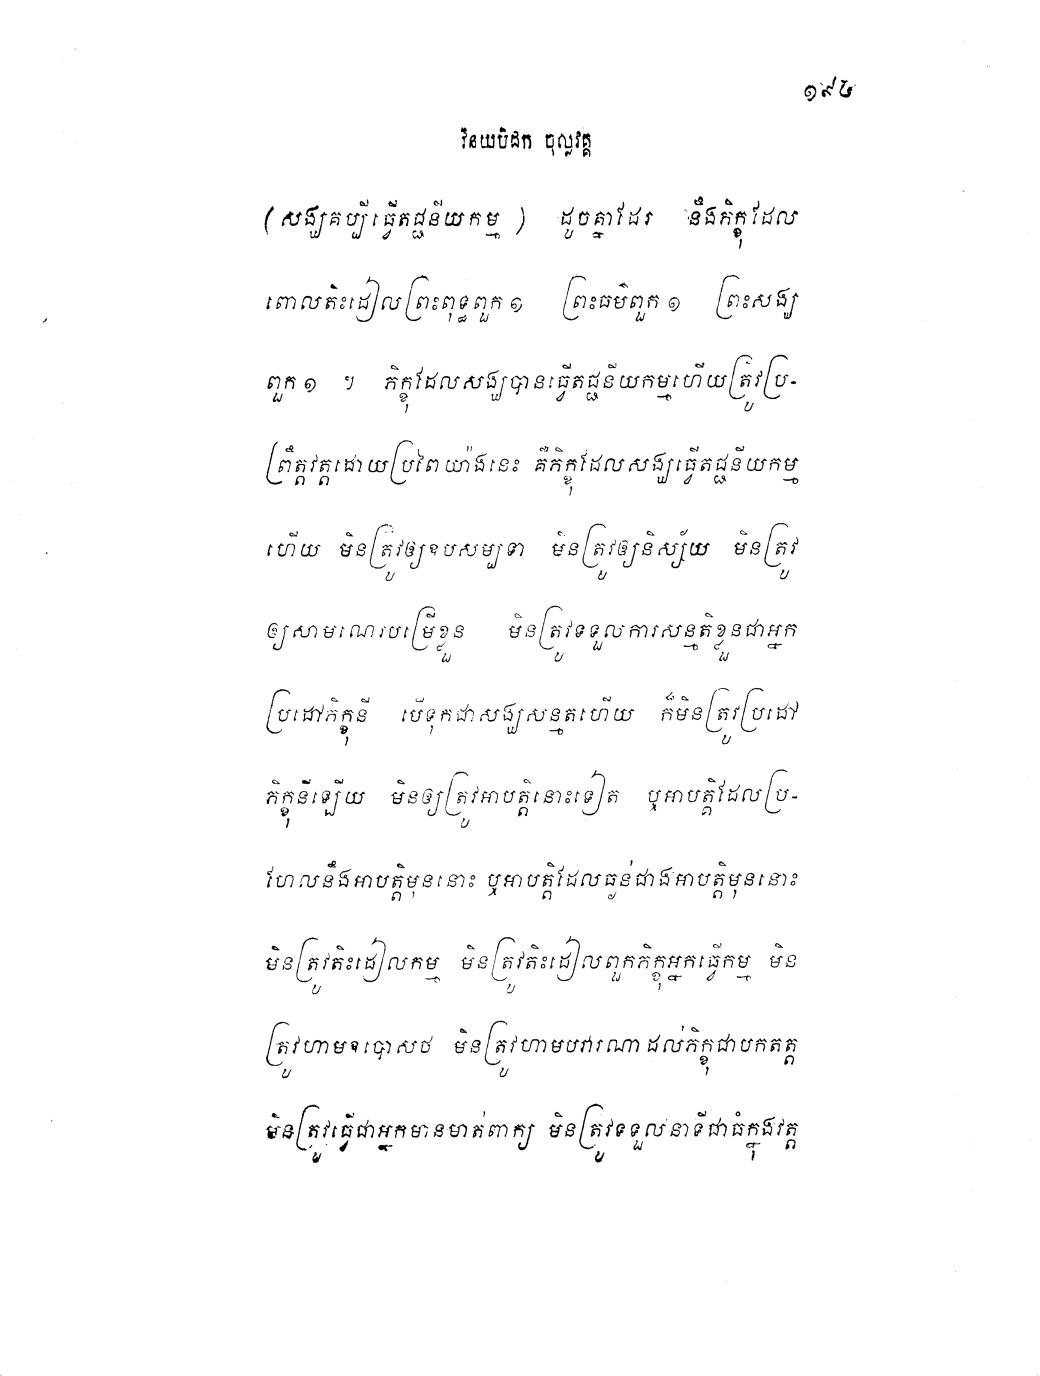 ១៩៤
វិនយបិដក ចុល្លវគ្គ
(សង្ឃគប្បីធ្វើតជ្ជនីយកម្ម) ដូចគ្នាដែរ នឹងភិក្ខុដែល
ពោលតិះដៀលព្រះពុទ្ធពួក១ ព្រះធម៌ពួក១ ព្រះសង្ឃ
ពួក១ ។ ភិក្ខុដែលសង្ឃបានធ្វើតជ្ជនីយកម្មហើយត្រូវប្រ-
ព្រឹត្តវត្តដោយប្រពៃយ៉ាងនេះ គឺភិក្ខុដែលសង្ឃធ្វើតជ្ជនីយកម្ម
ហើយ មិនត្រូវឲ្យឧបសម្បទា មិនត្រូវឲ្យនិស្ស័យ មិនត្រូវ
ឲ្យសាមណេរបម្រើខ្លួន មិនត្រូវទទួលការសន្មតិខ្លួនជាអ្នក
ប្រដៅភិក្ខុនី បើទុកជាសង្ឃសន្មតហើយ ក៏មិនត្រូវប្រដៅ
ភិក្ខុនីឡើយ មិនឲ្យត្រូវអាបត្តិនោះទៀត ឬអាបត្តិដែលប្រ-
ហែលនឹងអាបត្តិមុននោះ ឬអាបត្តិដែលធ្ងន់ជាងអាបត្តិមុននោះ
មិនត្រូវតិះដៀលកម្ម មិនត្រូវតិះដៀលពួកភិក្ខុអ្នកធ្វើកម្ម មិន
ត្រូវហាមឧបោសថ មិនត្រូវហាមបវារណា ដល់ភិក្ខុជាបកតត្ត
មិនត្រូវធ្វើជាអ្នកមានមាត់ពាក្យ មិនត្រូវទទួលនាទីជាធំក្នុងវត្ត